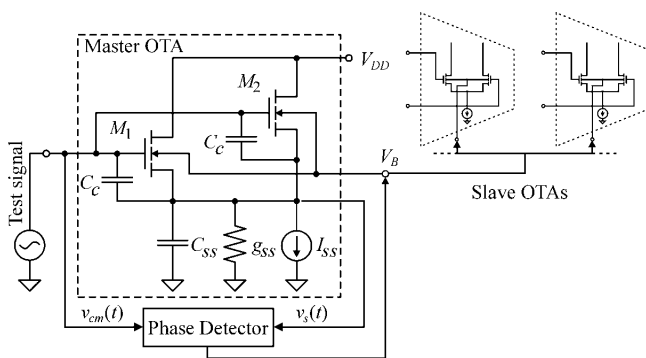 Master OTA
V_DD
M_2
M_1
C_c
C_c
V_B
Slave OTAs
Test signal
C_ss
g_ss
I_ss
v_cm(t)
Phase Detector
v_s(t)